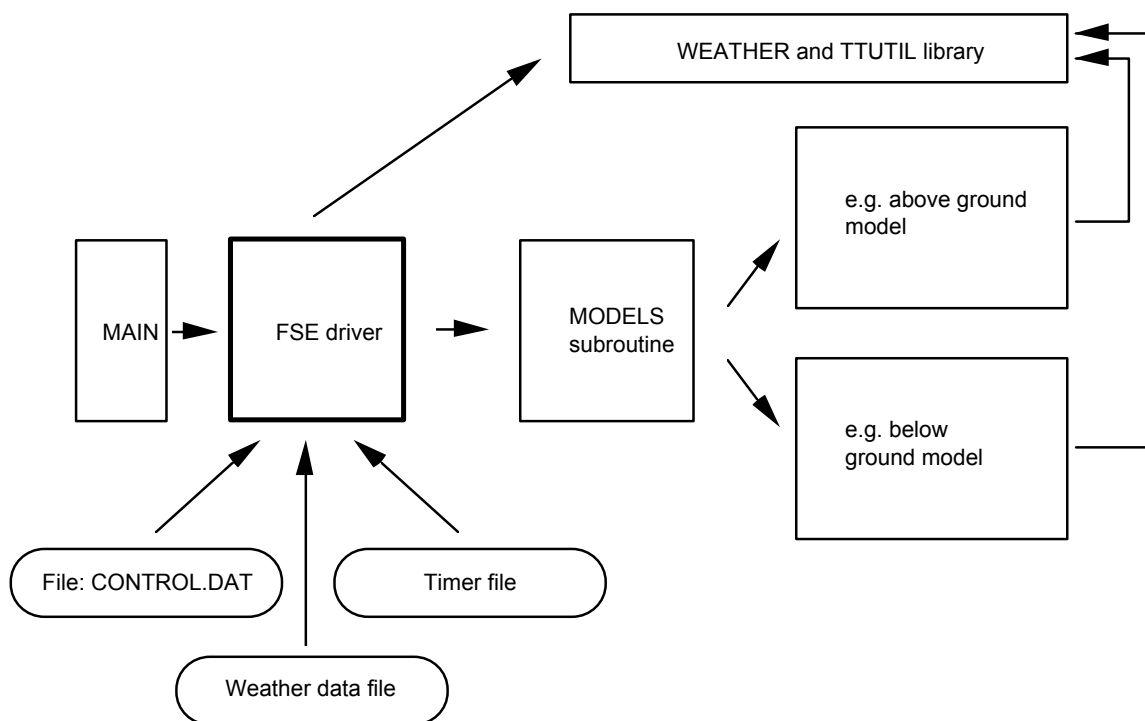 WEATHER and TTUTIL library
e.g. above ground
model
MAIN
FSE driver
MODELS
subroutine
e.g. below
ground model
File: CONTROL.DAT
Timer file
Weather data file